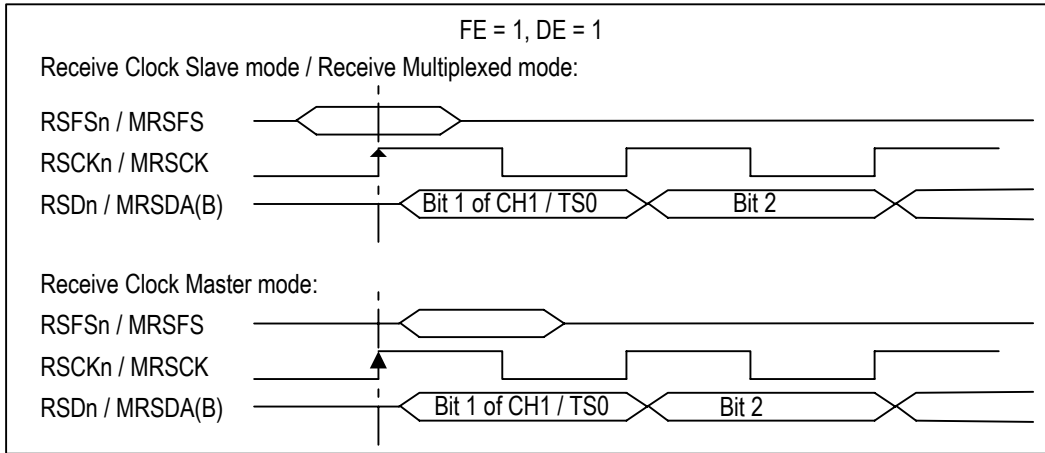 FE = 1, DE = 1
Receive Clock Slave mode / Receive Multiplexed mode:
RSFSn / MRSFS
RSCKn / MRSCK
RSDn / MRSDA(B)
Bit 1 of CH1 / TS0
Bit 2
Receive Clock Master mode:
RSFSn / MRSFS
RSCKn / MRSCK
RSDn / MRSDA(B)
Bit 1 of CH1 / TS0
Bit 2